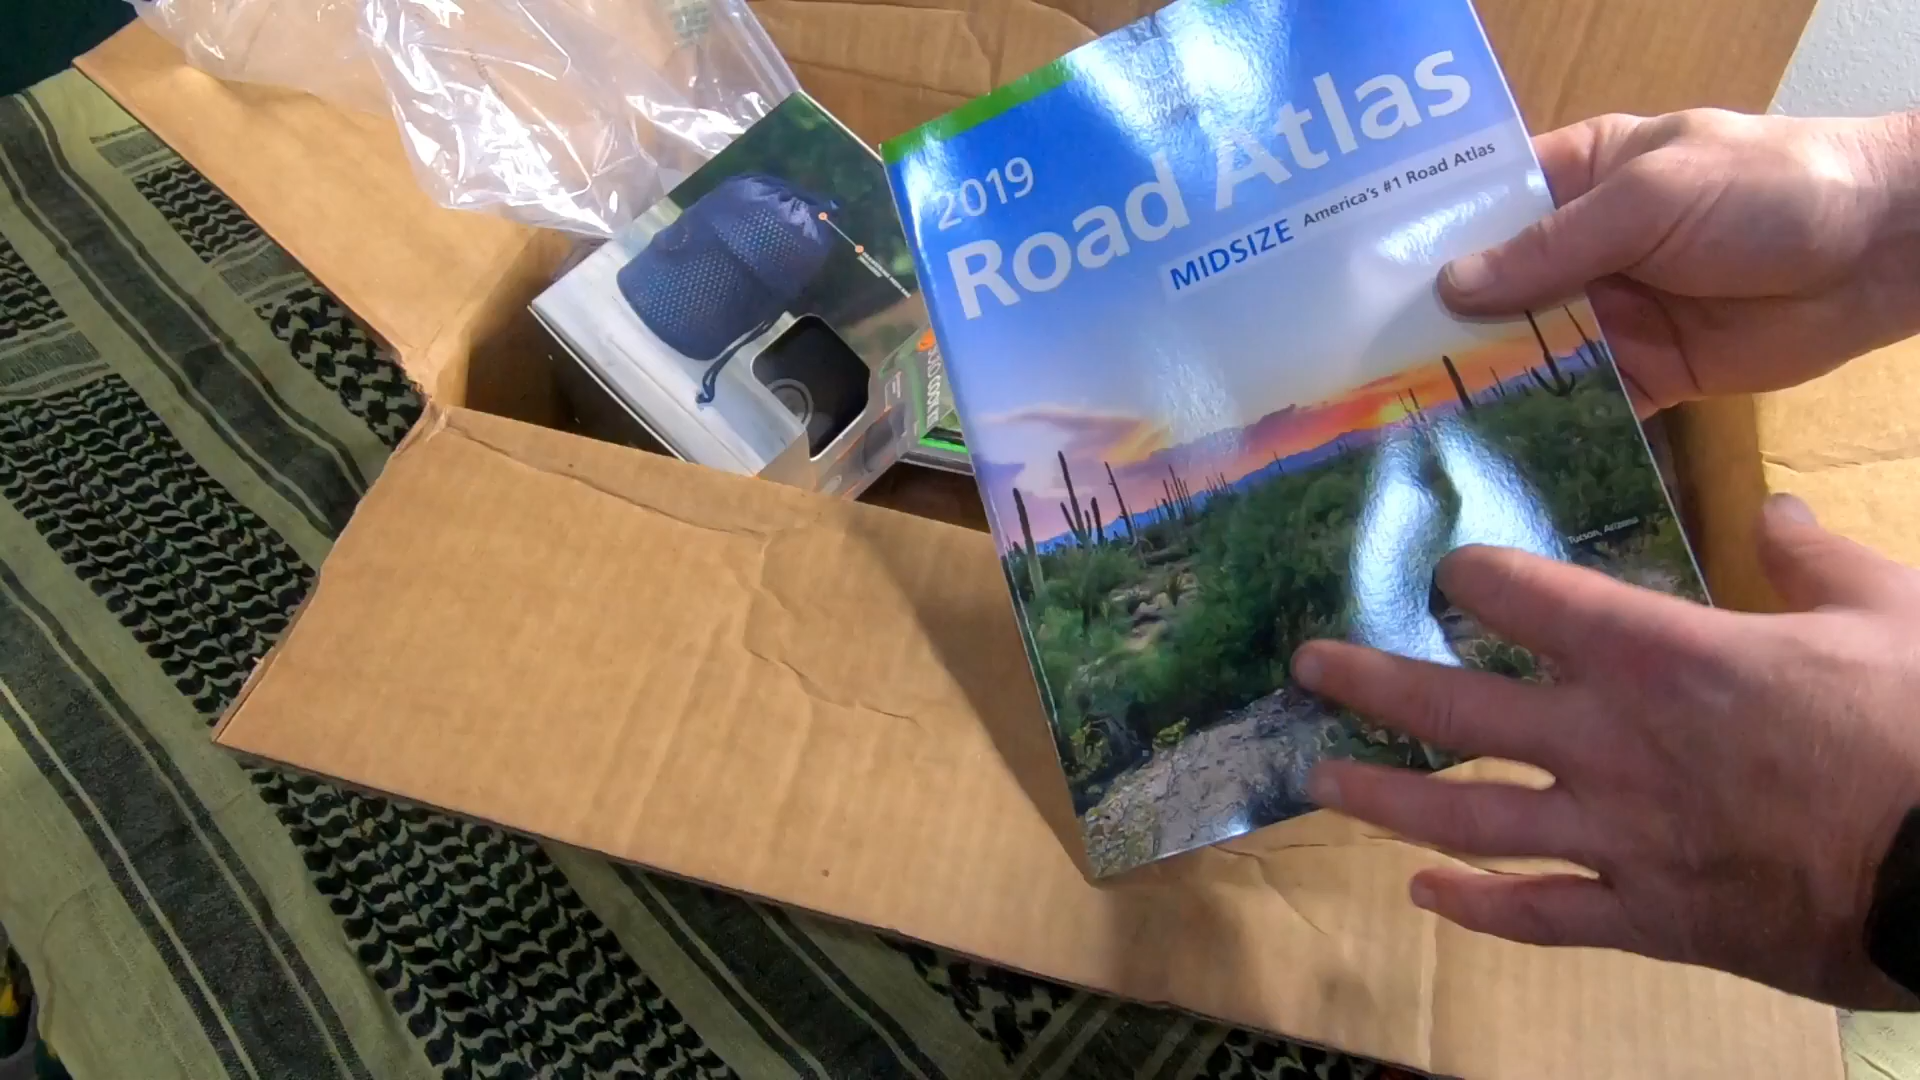 2019
Road Atlas
MIDSIZE America's #1 Road Atlas
Tucson, Arizona